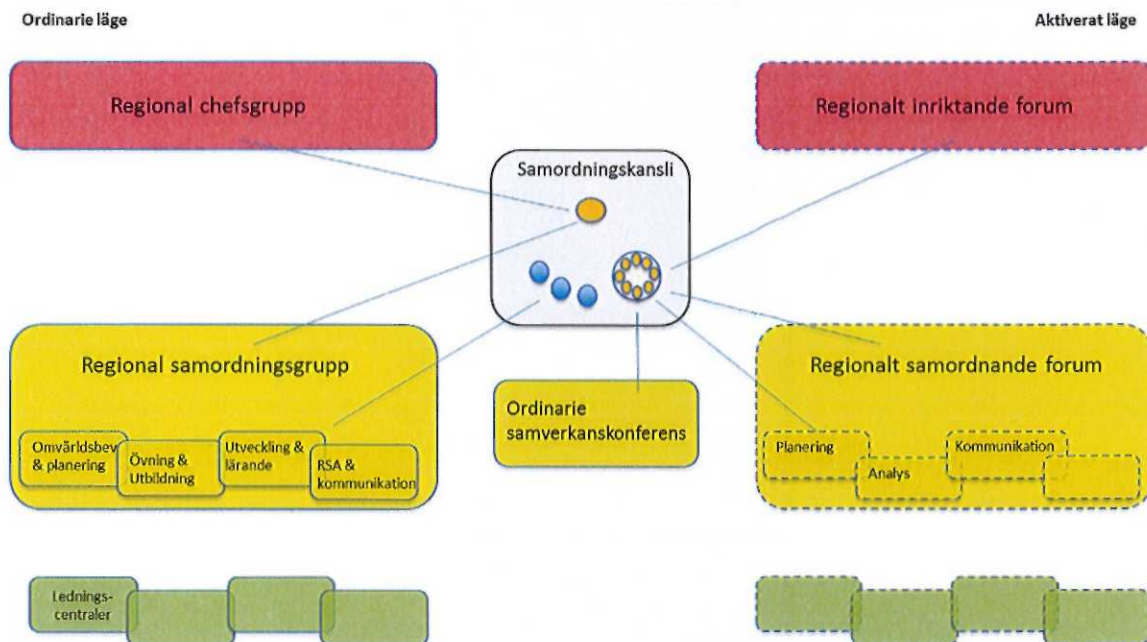 Ordinarie läge
Aktiverat läge
Regional chefsgrupp
Regionalt inriktande forum
Samordningskansli
Regional samordningsgrupp
Omvärldsbev
& planering
Övning &
Utbildning
Utveckling &
lärande
RSA &
kommunikation
Ordinarie
samverkanskonferens
Regionalt samordnande forum
Planering
Analys
Kommunikation
Lednings-
centraler